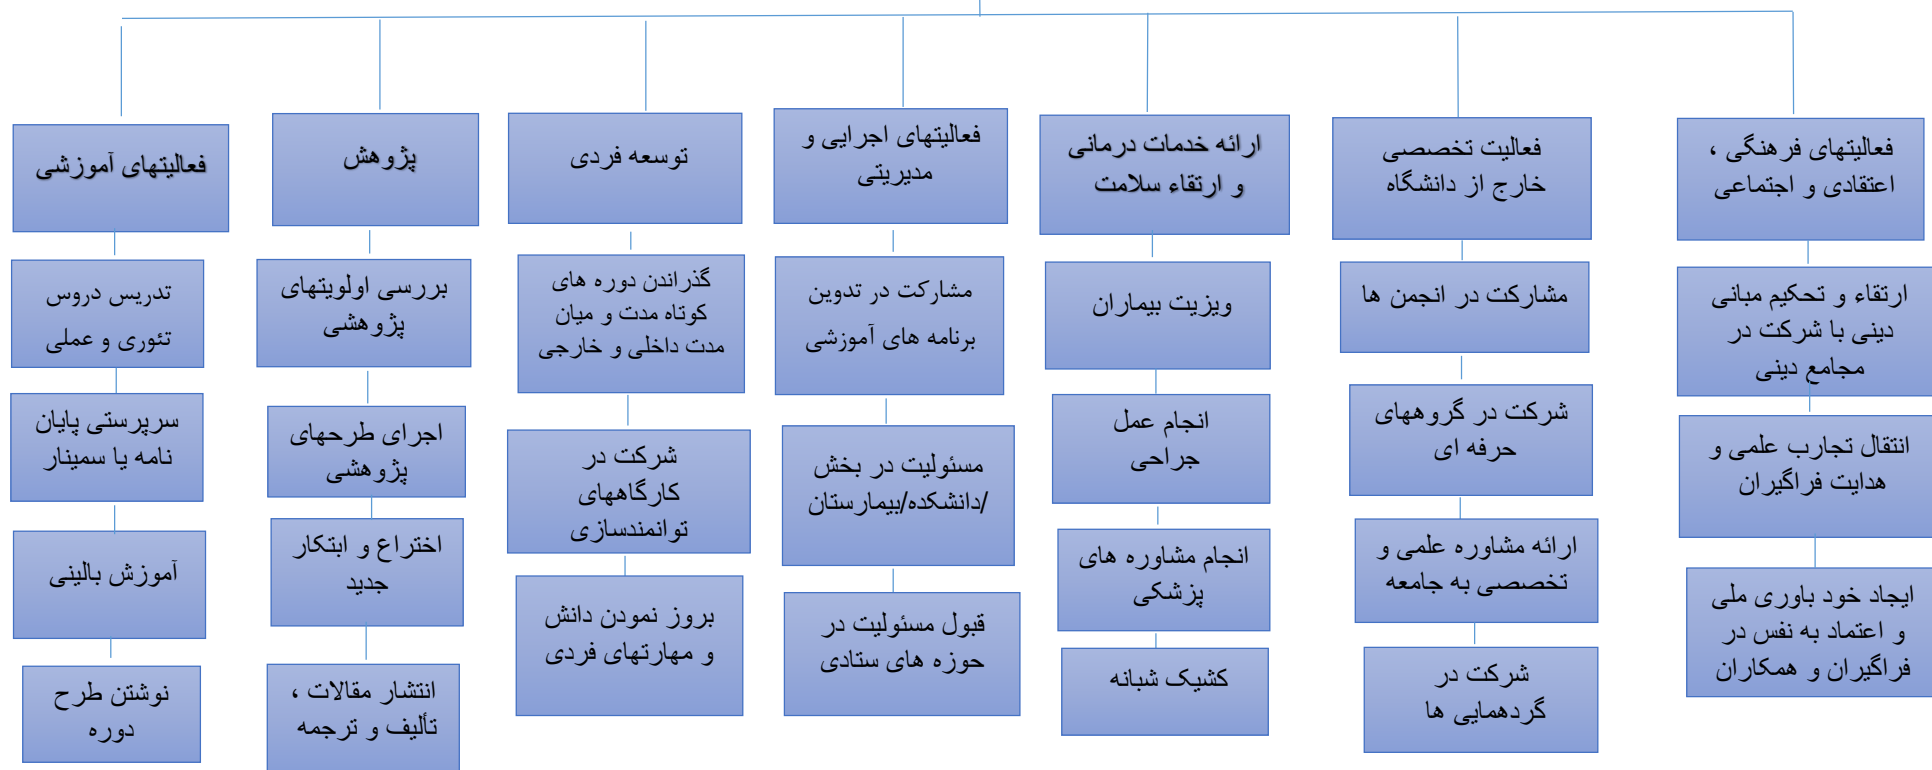 فعالیتهای فرهنگی ،
اعتقادی و اجتماعی
ارتقاء و تحکیم مبانی
دینی با شرکت در
مجامع دینی
انتقال تجارب علمی و
هدایت فراگیران
ایجاد خود باوری ملی
و اعتماد به نفس در
فراگیران و همکاران
فعالیت تخصصی
خارج از دانشگاه
مشارکت در انجمن ها
شرکت در گروههای
حرفه ای
ارائه مشاوره علمی و
تخصصی به جامعه
شرکت در
گردهمایی ها
ارائه خدمات درمانی
و ارتقاء سلامت
ویزیت بیماران
انجام عمل
جراحی
انجام مشاوره های
پزشکی
کشیک شبانه
فعالیتهای اجرایی و
مدیریتی
مشارکت در تدوین
برنامه های آموزشی
مسئولیت در بخش
/دانشکده/بیمارستان
قبول مسئولیت در
حوزه های ستادی
توسعه فردی
گذراندن دوره های
کوتاه مدت و میان
مدت داخلی و خارجی
شرکت در
کارگاههای
توانمندسازی
بروز نمودن دانش
و مهارتهای فردی
پژوهش
بررسی اولویتهای
پژوهشی
اجرای طرحهای
پژوهشی
اختراع و ابتکار
جدید
انتشار مقالات ،
تألیف و ترجمه
فعالیتهای آموزشی
تدریس دروس
تئوری و عملی
سرپرستی پایان
نامه یا سمینار
آموزش بالینی
نوشتن طرح
دوره